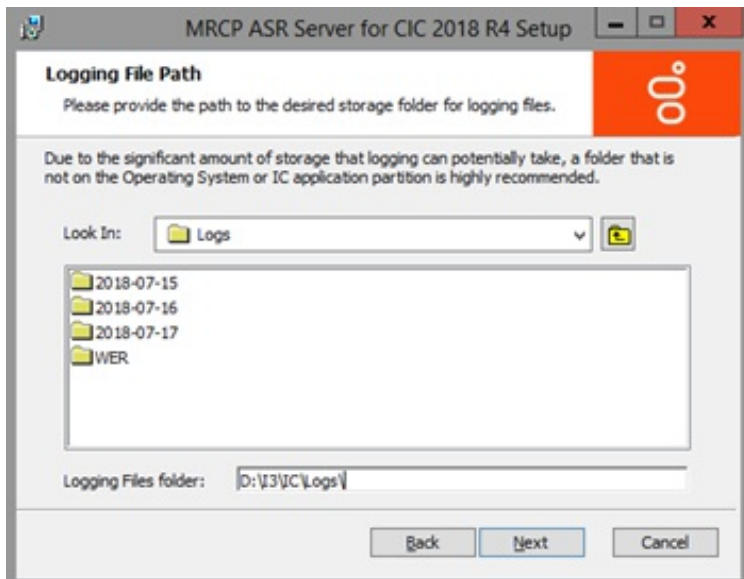 MRCP ASR Server for CIC 2018 R4 Setup
Logging File Path
Please provide the path to the desired storage folder for logging files.
Due to the significant amount of storage that logging can potentially take, a folder that is
not on the Operating System or IC application partition is highly recommended.
Look In: Logs
2018-07-15
2018-07-16
2018-07-17
WER
Logging Files folder: D:\I3\IC\Logs\
Back Next Cancel